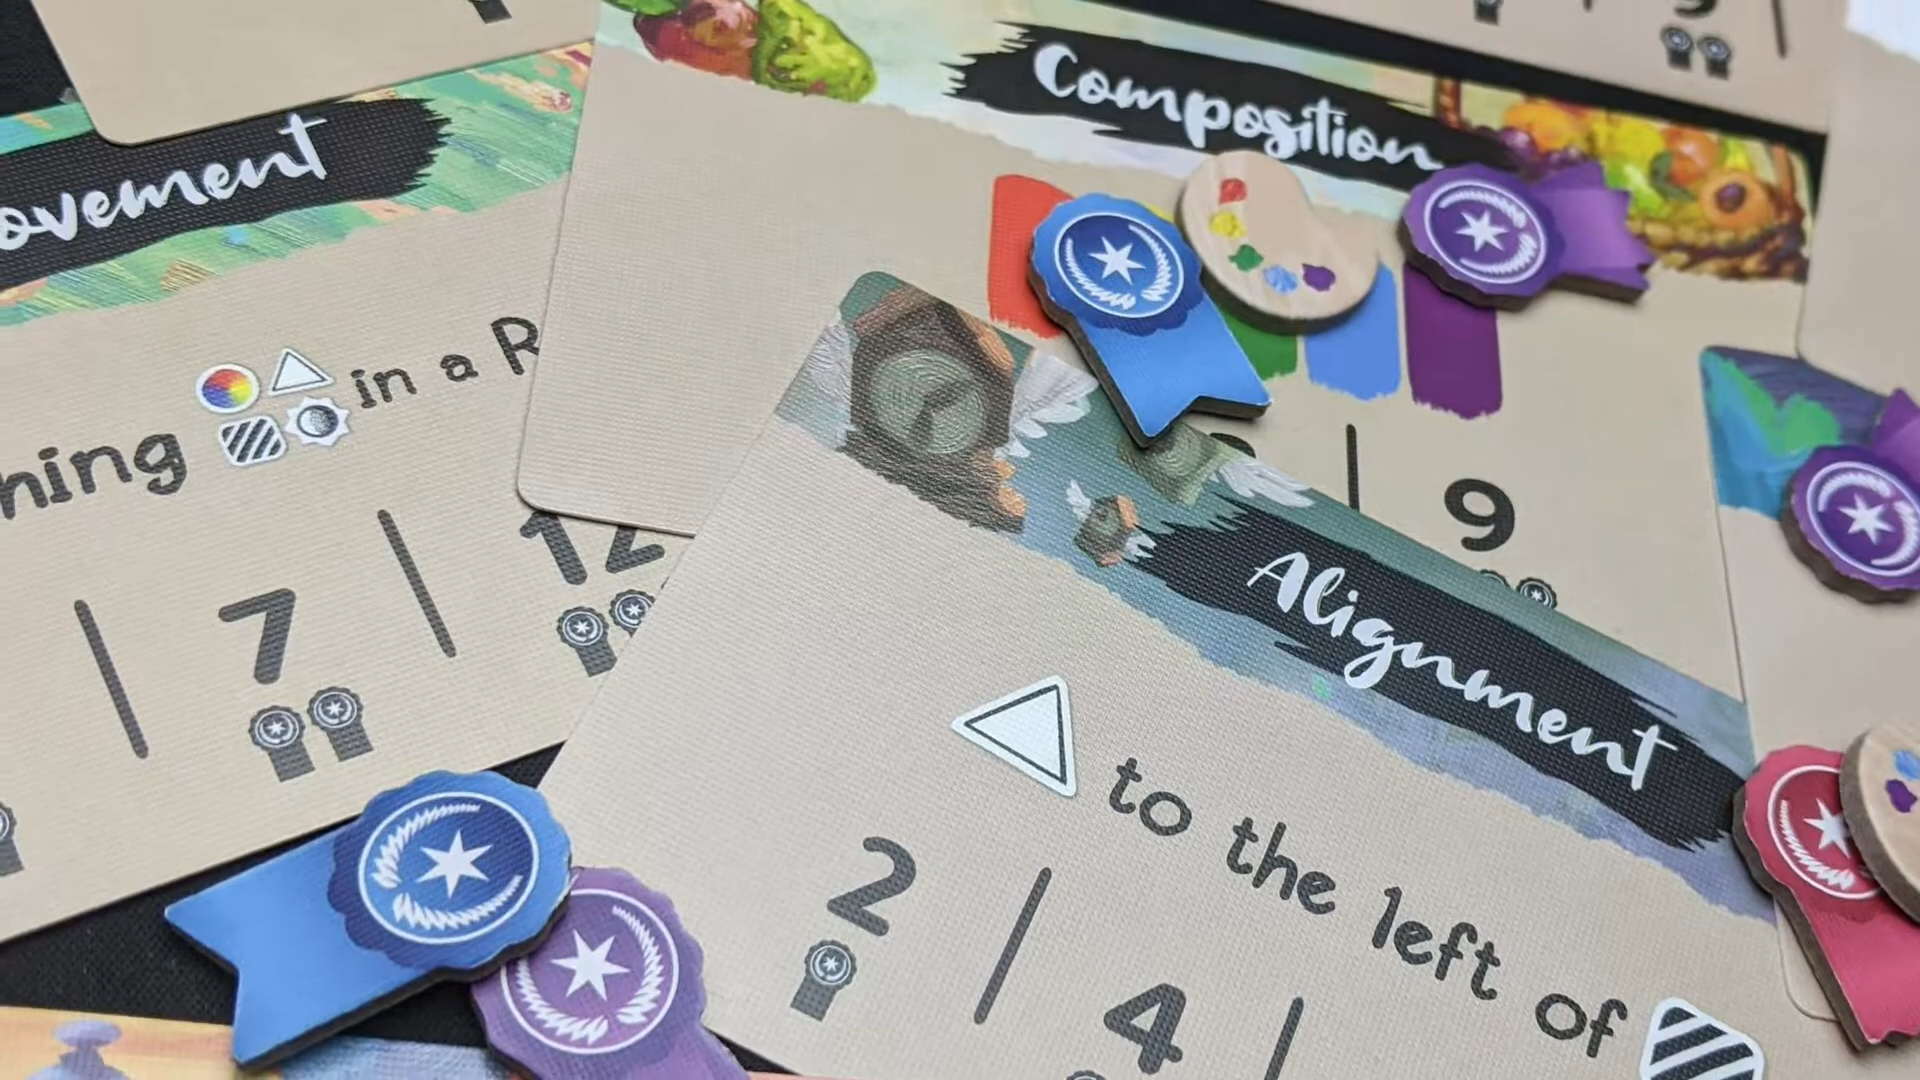 Composition
9
ovement
hing in a R
7
12
Alignment
to the left of
2
4